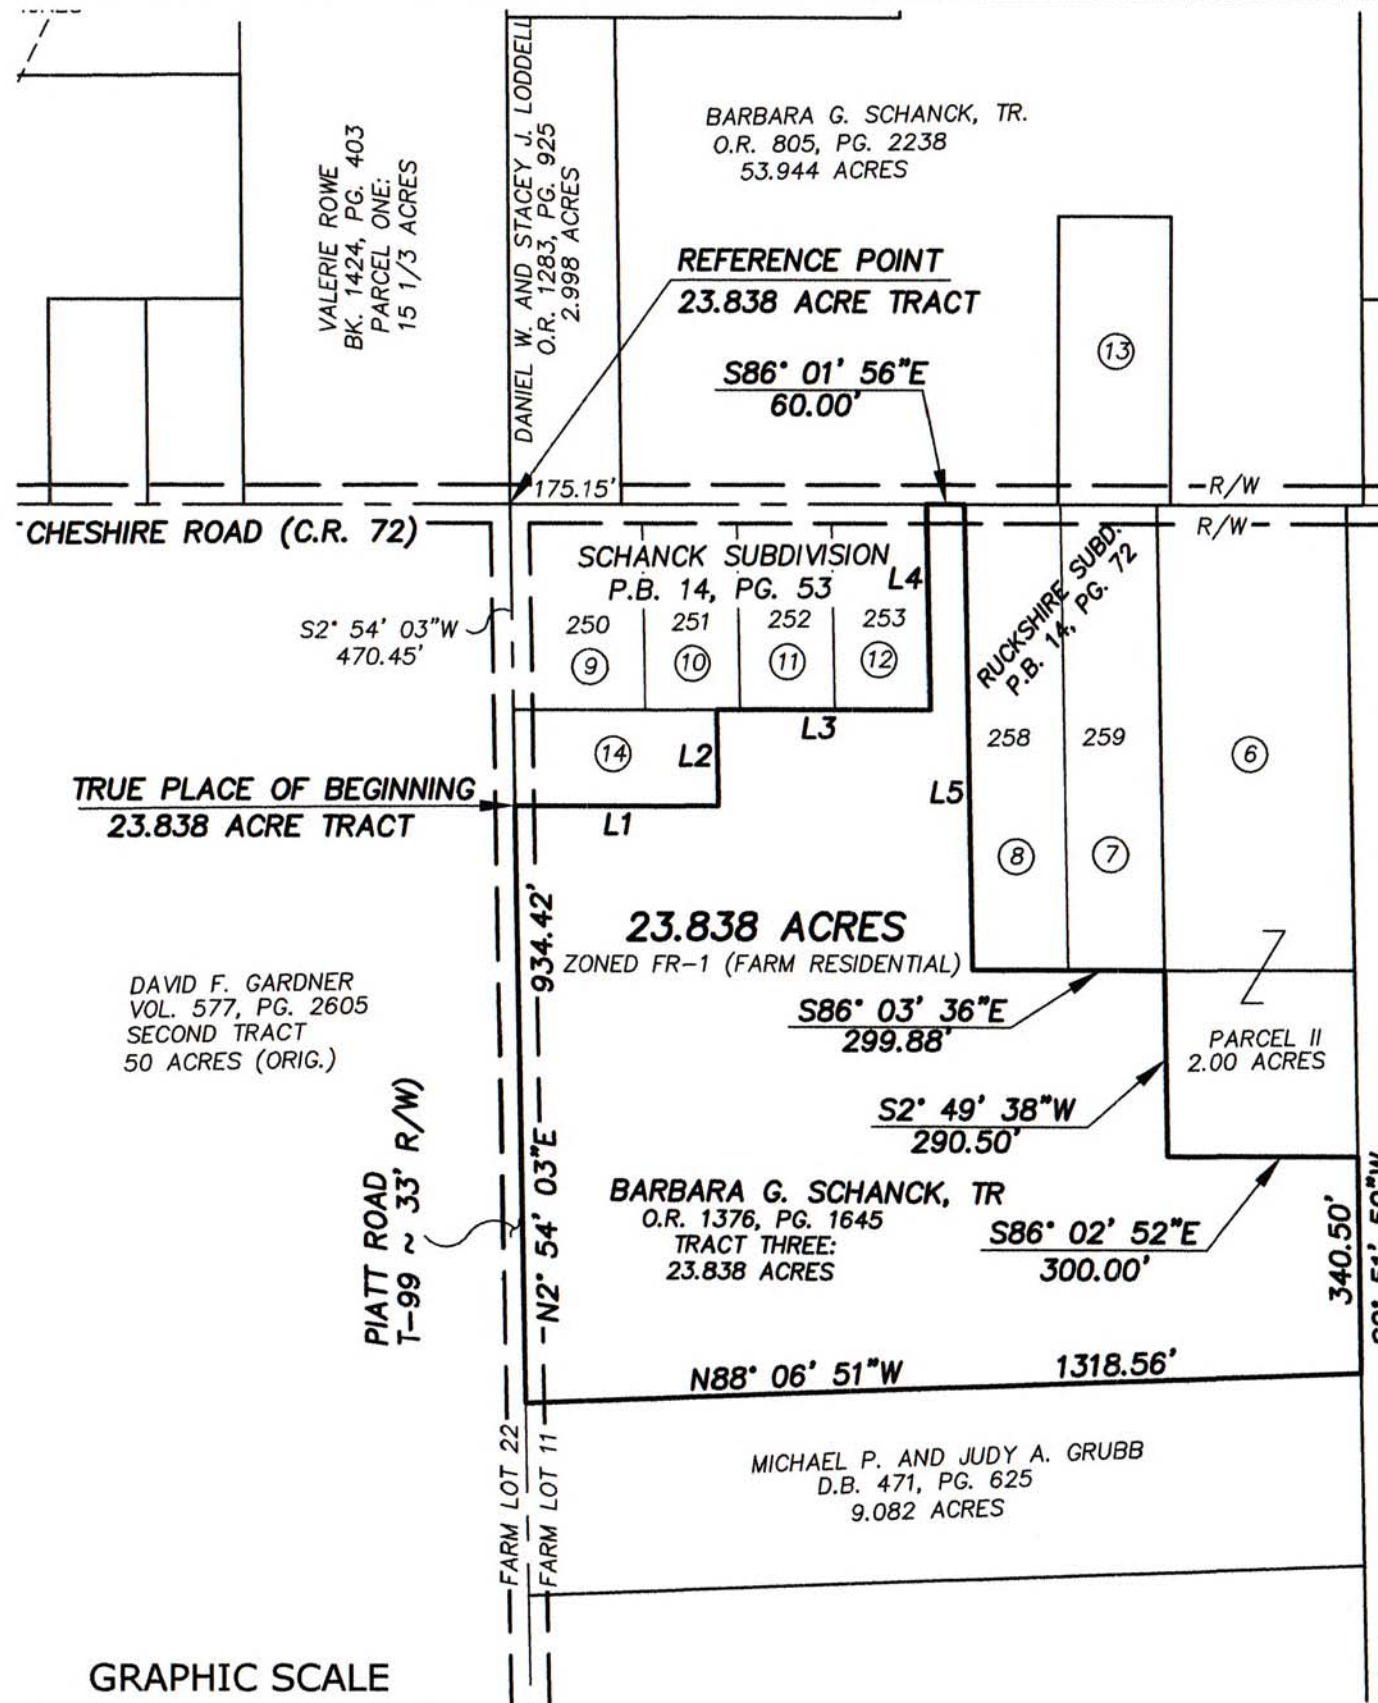 BARBARA G. SCHANCK, TR.
O.R. 805, PG. 2238
53.944 ACRES
VALERIE ROWE
BK. 1424, PG. 403
PARCEL ONE:
15 1/3 ACRES
DANIEL W. AND STACEY J. LODDELL
O.R. 1283, PG. 925
2.998 ACRES
REFERENCE POINT
23.838 ACRE TRACT
13
S86° 01' 56"E
60.00'
175.15'
R/W
CHESHIRE ROAD (C.R. 72)
R/W
SCHANCK SUBDIVISION
P.B. 14, PG. 53
L4
RUCKSHIRE SUBD.
P.B. 14, PG. 72
S2° 54' 03"W
470.45'
250
251
252
253
9
10
11
12
L3
258
259
6
14
L2
L5
TRUE PLACE OF BEGINNING
23.838 ACRE TRACT
L1
8
7
934.42'
23.838 ACRES
ZONED FR-1 (FARM RESIDENTIAL)
DAVID F. GARDNER
VOL. 577, PG. 2605
SECOND TRACT
50 ACRES (ORIG.)
S86° 03' 36"E
299.88'
PARCEL II
2.00 ACRES
S2° 49' 38"W
290.50'
PIATT ROAD
T-99 ~ 33' R/W)
N2° 54' 03"E
BARBARA G. SCHANCK, TR
O.R. 1376, PG. 1645
TRACT THREE:
23.838 ACRES
S86° 02' 52"E
300.00'
340.50'
N88° 06' 51"W 1318.56'
FARM LOT 22
FARM LOT 11
MICHAEL P. AND JUDY A. GRUBB
D.B. 471, PG. 625
9.082 ACRES
GRAPHIC SCALE